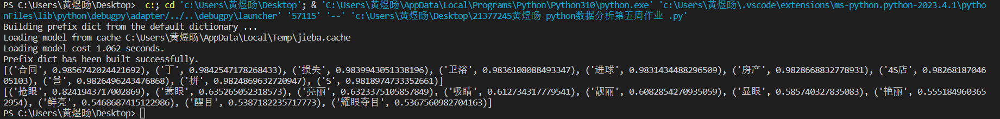 PS C:\Users\黄煜旸\Desktop>  c:; cd 'c:\Users\黄煜旸\Desktop'; & 'C:\Users\黄煜旸\AppData\Local\Programs\Python\Python310\python.exe' 'c:\Users\黄煜旸\.vscode\extensions\ms-python.python-2023.4.1\pytho
nFiles\lib\python\debugpy\adapter/../..\debugpy\launcher' '57115' '--' 'c:\Users\黄煜旸\Desktop\21377245黄煜旸 python数据分析第五周作业 .py'
Building prefix dict from the default dictionary ...
Loading model from cache C:\Users\黄煜旸\AppData\Local\Temp\jieba.cache
Loading model cost 1.062 seconds.
Prefix dict has been built successfully.
[('合同', 0.9856742024421692), ('丁', 0.9842547178268433), ('损失', 0.9839943051338196), ('卫浴', 0.9836108088493347), ('进球', 0.9831434488296509), ('房产', 0.9828668832778931), ('4S店', 0.98268187046
05103), ('을', 0.9826496243476868), ('拼', 0.9824869632720947), ('S', 0.9818974733352661)]
[('抢眼', 0.8241943717002869), ('惹眼', 0.635265052318573), ('亮丽', 0.6323375105857849), ('吸睛', 0.612734317779541), ('靓丽', 0.6082854270935059), ('显眼', 0.585740327835083), ('艳丽', 0.555184960365
2954), ('鲜亮', 0.5468687415122986), ('醒目', 0.5387182235717773), ('耀眼夺目', 0.5367560982704163)]
PS C:\Users\黄煜旸\Desktop>